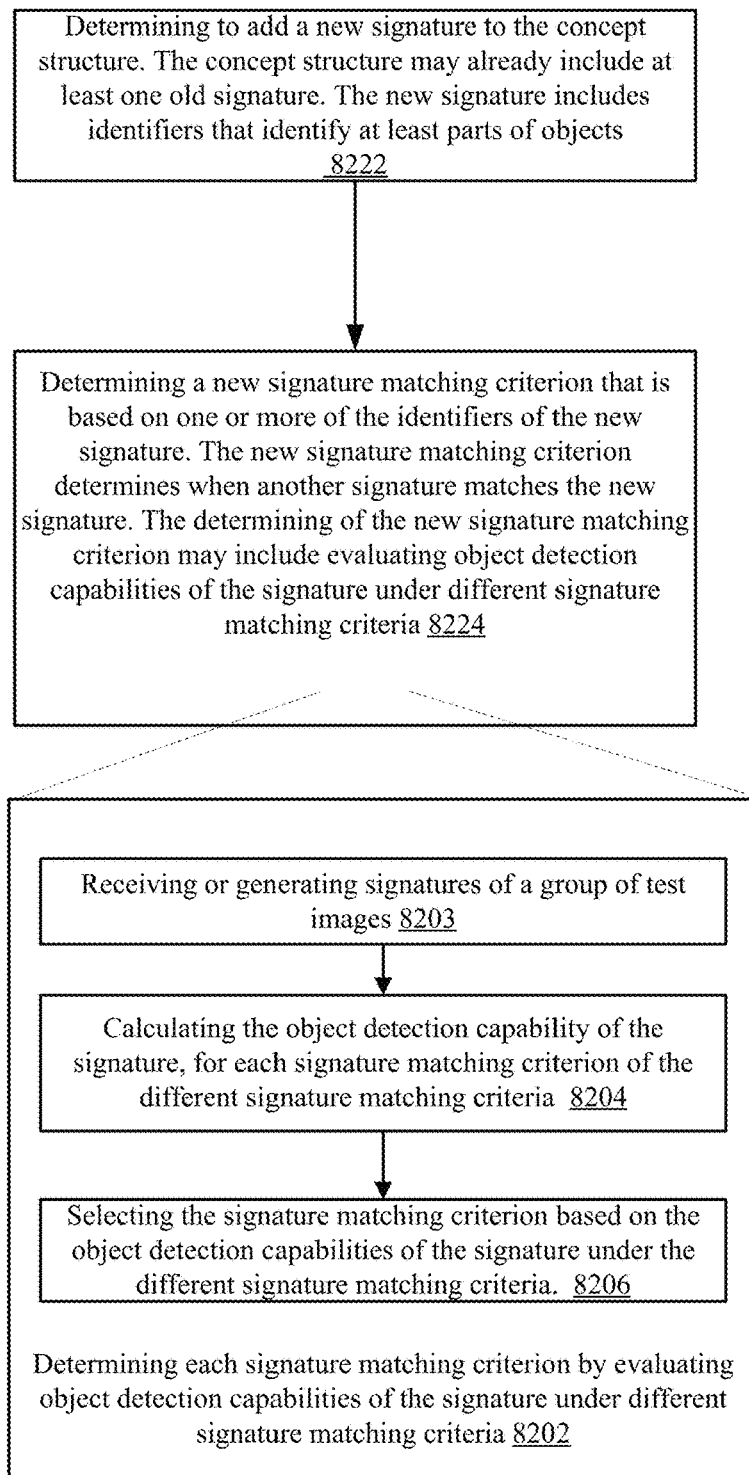 Determining to add a new signature to the concept
structure. The concept structure may already include at
least one old signature. The new signature includes
identifiers that identify at least parts of objects
8222
Determining a new signature matching criterion that is
based on one or more of the identifiers of the new
signature. The new signature matching criterion
determines when another signature matches the new
signature. The determining of the new signature matching
criterion may include evaluating object detection
capabilities of the signature under different signature
matching criteria 8224
Receiving or generating signatures of a group of test
images 8203
Calculating the object detection capability of the
signature, for each signature matching criterion of the
different signature matching criteria 8204
Selecting the signature matching criterion based on the
object detection capabilities of the signature under the
different signature matching criteria. 8206
Determining each signature matching criterion by evaluating
object detection capabilities of the signature under different
signature matching criteria 8202